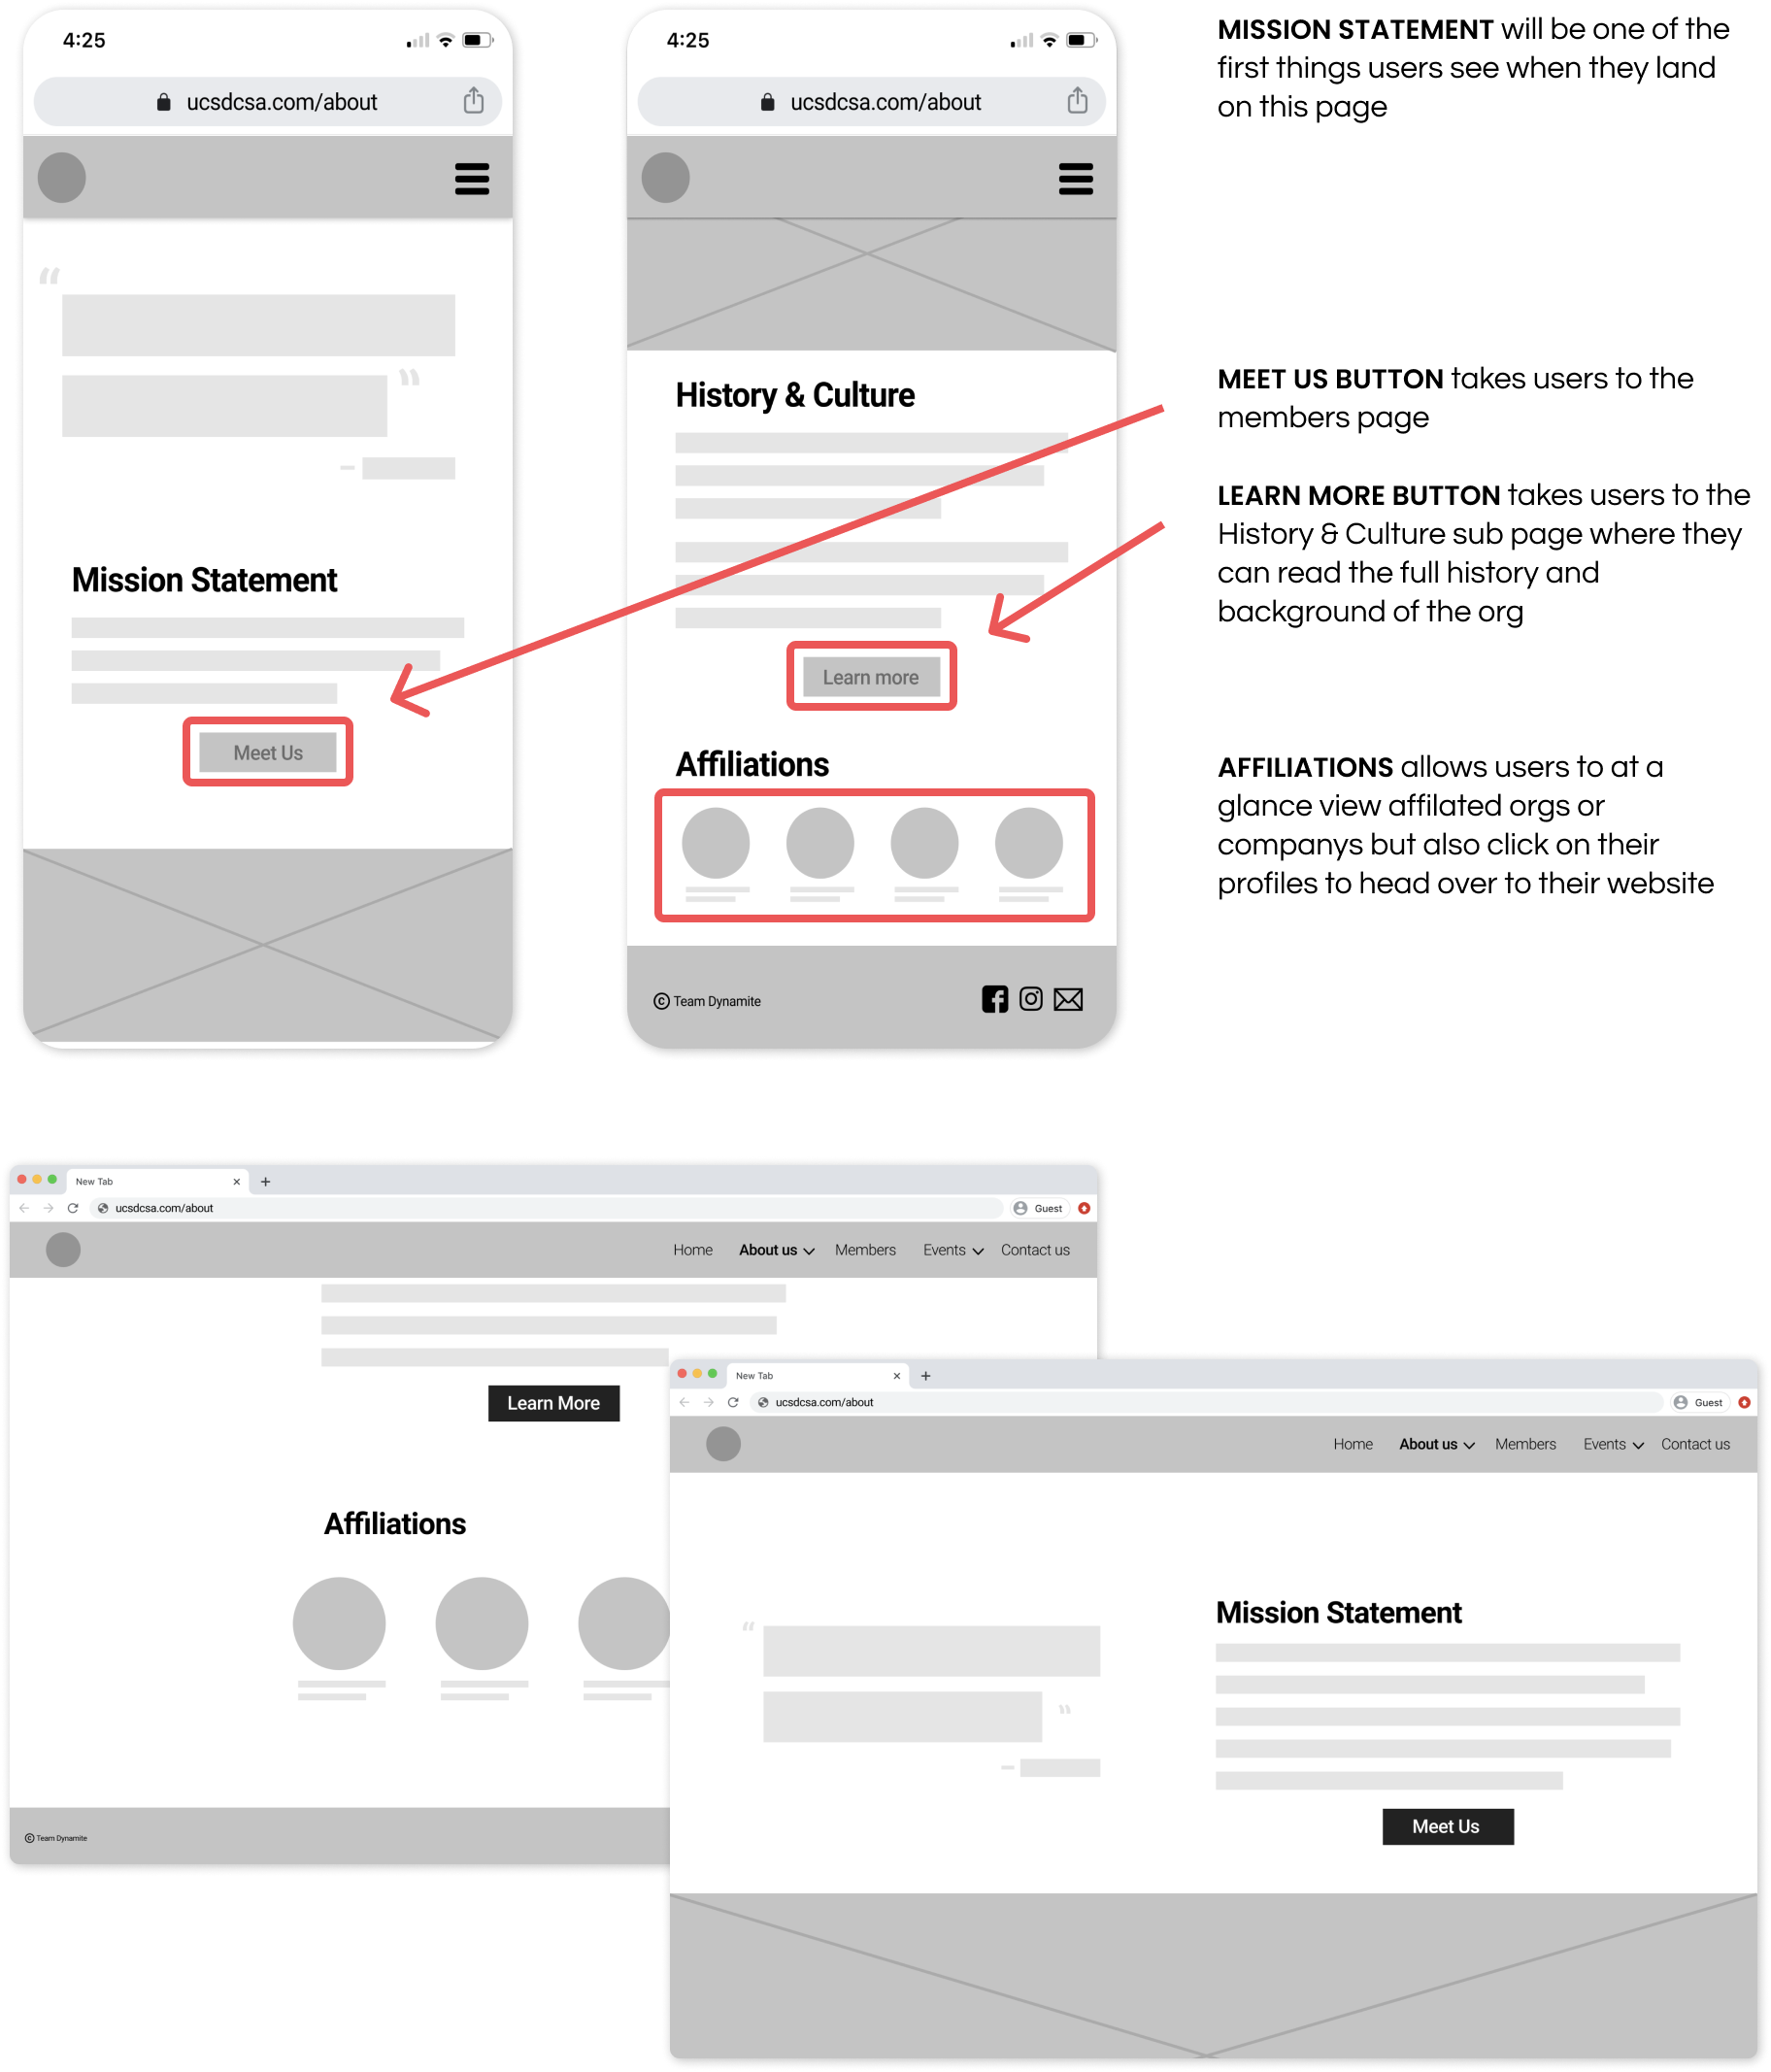 4:25
ucsdcsa.com/about
“
”
–
Mission Statement
Meet Us
4:25
ucsdcsa.com/about
History & Culture
Learn more
Affiliations
© Team Dynamite
MISSION STATEMENT will be one of the
first things users see when they land
on this page
MEET US BUTTON takes users to the
members page
LEARN MORE BUTTON takes users to the
History & Culture sub page where they
can read the full history and
background of the org
AFFILIATIONS allows users to at a
glance view affilated orgs or
companys but also click on their
profiles to head over to their website
New Tab
ucsdcsa.com/about
Guest
Home About us Members Events Contact us
Learn More
Affiliations
© Team Dynamite
New Tab
ucsdcsa.com/about
Guest
Home About us Members Events Contact us
“
”
–
Mission Statement
Meet Us